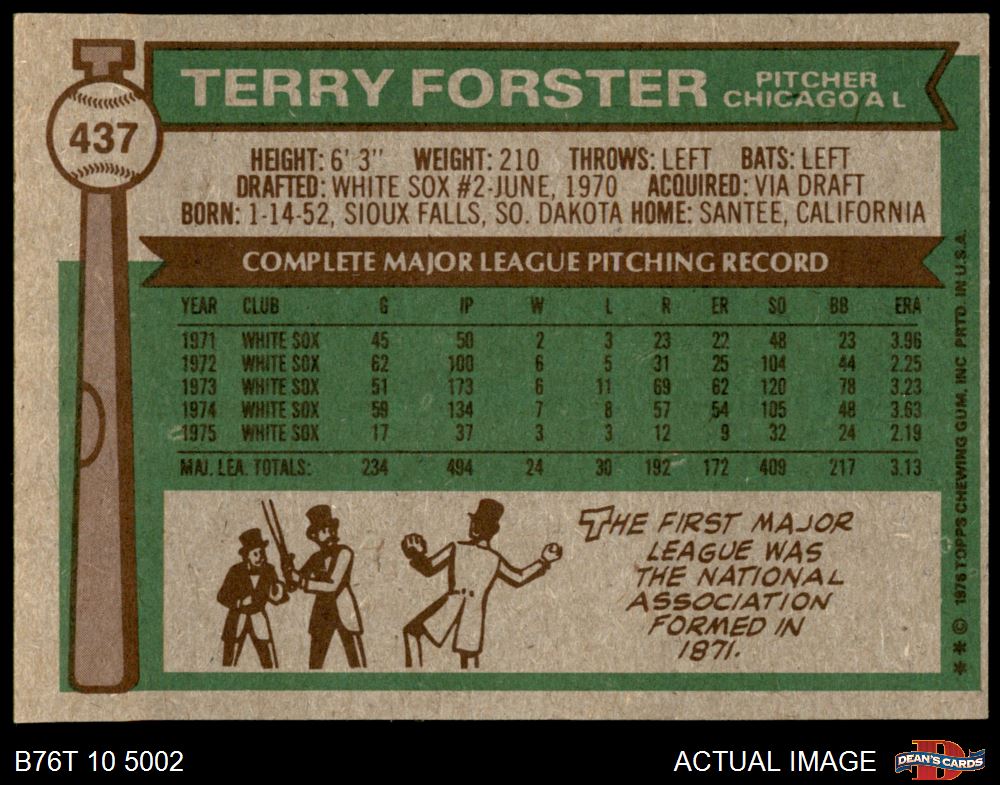 437
TERRY FORSTER
PITCHER
CHICAGO A L
HEIGHT: 6' 3" WEIGHT: 210 THROWS: LEFT BATS: LEFT
DRAFTED: WHITE SOX #2-JUNE, 1970 ACQUIRED: VIA DRAFT
BORN: 1-14-52, SIOUX FALLS, SO. DAKOTA HOME: SANTEE, CALIFORNIA
COMPLETE MAJOR LEAGUE PITCHING RECORD
YEAR CLUB G IP W L R ER SO BB ERA
1971 WHITE SOX 45 50 2 3 23 22 48 23 3.96
1972 WHITE SOX 62 100 6 5 31 25 104 44 2.25
1973 WHITE SOX 51 173 6 11 69 62 120 78 3.23
1974 WHITE SOX 59 134 7 8 57 54 105 48 3.63
1975 WHITE SOX 17 37 3 3 12 9 32 24 2.19
MAJ. LEA. TOTALS: 234 494 24 30 192 172 409 217 3.13
THE FIRST MAJOR
LEAGUE WAS
THE NATIONAL
ASSOCIATION
FORMED IN
1871.
* * © 1976 TOPPS CHEWING GUM, INC PRTD. IN U.S.A.
B76T 10 5002
ACTUAL IMAGE
D
DEAN'S CARDS